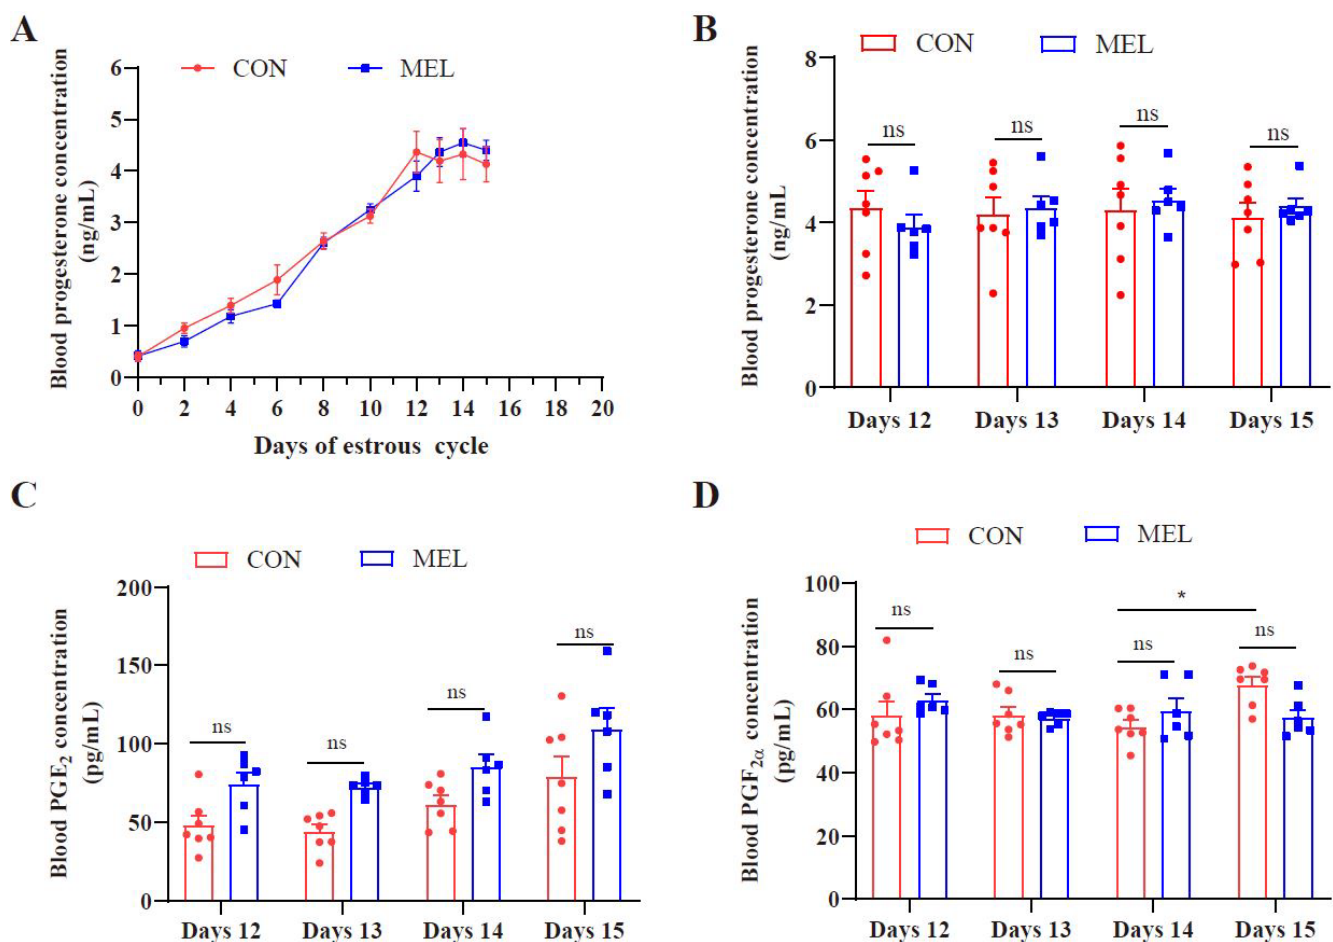 A
CON
MEL
Blood progesterone concentration
(ng/mL)
6
5
4
3
2
1
0
0 2 4 6 8 10 12 14 16 18 20
Days of estrous cycle
B
CON
MEL
Blood progesterone concentration
(ng/mL
8
6
4
2
0
ns
ns
ns
ns
Days 12 Days 13 Days 14 Days 15
C
CON
MEL
Blood PGE2 concentration
(pg/mL)
200
150
100
50
0
ns
ns
ns
ns
Days 12 Days 13 Days 14 Days 15
D
CON
MEL
Blood PGF2α concentration
(pg/mL)
100
80
60
40
20
0
ns
ns
ns
*
ns
Days 12 Days 13 Days 14 Days 15